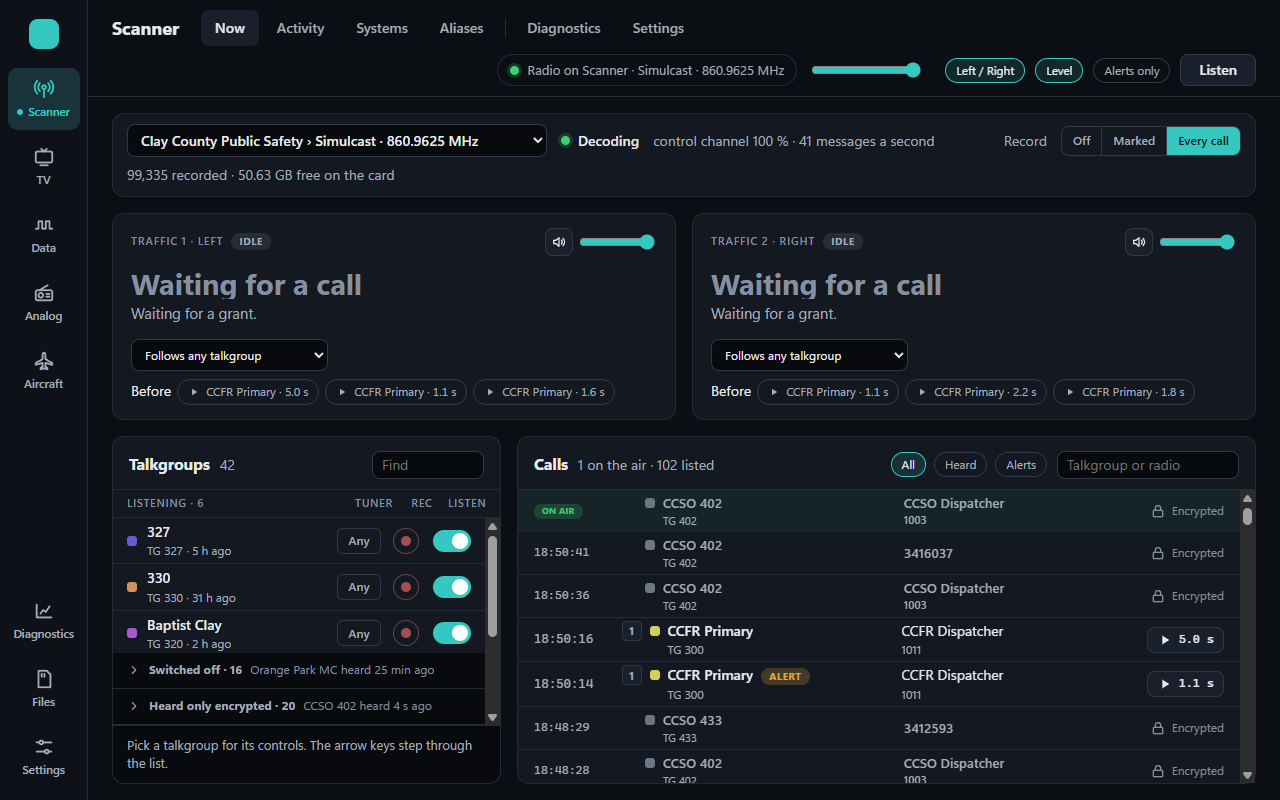 Scanner
Now
Activity
Systems
Aliases
Diagnostics
Settings
Radio on Scanner · Simulcast · 860.9625 MHz
Left / Right
Level
Alerts only
Listen
Scanner
TV
Data
Analog
Aircraft
Diagnostics
Files
Settings
Clay County Public Safety › Simulcast · 860.9625 MHz
Decoding
control channel 100 % · 41 messages a second
Record
Off
Marked
Every call
99,335 recorded · 50.63 GB free on the card
TRAFFIC 1 · LEFT
IDLE
Waiting for a call
Waiting for a grant.
Follows any talkgroup
Before
CCFR Primary · 5.0 s
CCFR Primary · 1.1 s
CCFR Primary · 1.6 s
TRAFFIC 2 · RIGHT
IDLE
Waiting for a call
Waiting for a grant.
Follows any talkgroup
Before
CCFR Primary · 1.1 s
CCFR Primary · 2.2 s
CCFR Primary · 1.8 s
Talkgroups 42
Find
LISTENING · 6
TUNER
REC
LISTEN
327
TG 327 · 5 h ago
Any
330
TG 330 · 31 h ago
Any
Baptist Clay
TG 320 · 2 h ago
Any
Switched off · 16 Orange Park MC heard 25 min ago
Heard only encrypted · 20 CCSO 402 heard 4 s ago
Pick a talkgroup for its controls. The arrow keys step through
the list.
Calls 1 on the air · 102 listed
All
Heard
Alerts
Talkgroup or radio
ON AIR
CCSO 402
TG 402
CCSO Dispatcher
1003
Encrypted
18:50:41
CCSO 402
TG 402
3416037
Encrypted
18:50:36
CCSO 402
TG 402
CCSO Dispatcher
1003
Encrypted
18:50:16
1
CCFR Primary
TG 300
CCFR Dispatcher
1011
5.0 s
18:50:14
1
CCFR Primary
ALERT
TG 300
CCFR Dispatcher
1011
1.1 s
18:48:29
CCSO 433
TG 433
3412593
Encrypted
18:48:28
CCSO 402
TG 402
CCSO Dispatcher
1003
Encrypted